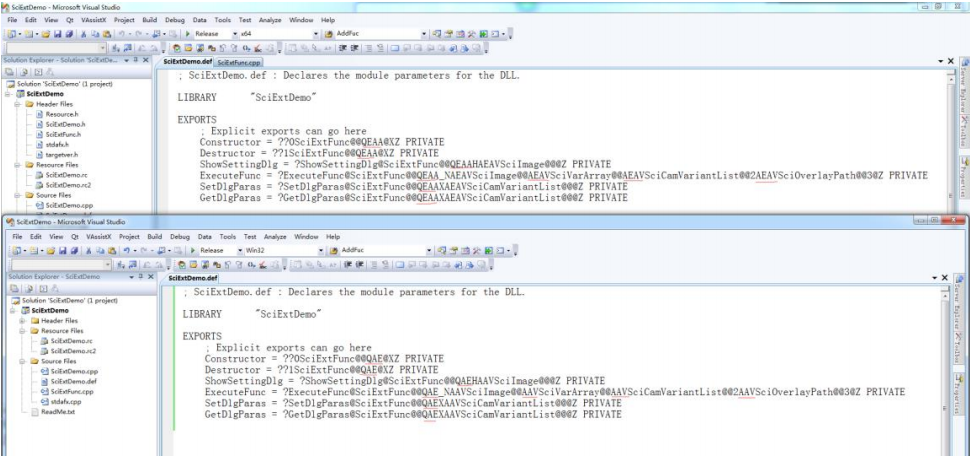 SciExtDemo - Microsoft Visual Studio
File Edit View Qt VAssistX Project Build Debug Data Tools Test Analyze Window Help
Release x64 AddFuc
Solution Explorer - Solution 'SciExtDe...
SciExtDemo.def SciExtFunc.cpp
Solution 'SciExtDemo' (1 project)
SciExtDemo
Header Files
Resource.h
SciExtDemo.h
SciExtFunc.h
stdafx.h
targetver.h
Resource Files
SciExtDemo.rc
SciExtDemo.rc2
Source Files
SciExtDemo.cpp
; SciExtDemo.def : Declares the module parameters for the DLL.
LIBRARY "SciExtDemo"
EXPORTS
; Explicit exports can go here
Constructor = ??0SciExtFunc@@QEAA@XZ PRIVATE
Destructor = ??1SciExtFunc@@QEAA@XZ PRIVATE
ShowSettingDlg = ?ShowSettingDlg@SciExtFunc@@QEAAHAEAVSciImage@@@Z PRIVATE
ExecuteFunc = ?ExecuteFunc@SciExtFunc@@QEAA_NAEAVSciImage@@AEAVSciVarArray@@AEAVSciCamVariantList@@2AEAVSciOverlayPath@@3@Z PRIVATE
SetDlgParas = ?SetDlgParas@SciExtFunc@@QEAAXAEAVSciCamVariantList@@@Z PRIVATE
GetDlgParas = ?GetDlgParas@SciExtFunc@@QEAAXAEAVSciCamVariantList@@@Z PRIVATE
Server Explorer
Toolbox
Properties
SciExtDemo - Microsoft Visual Studio
File Edit View Qt VAssistX Project Build Debug Data Tools Test Analyze Window Help
Release Win32 AddFuc
Solution Explorer - SciExtDemo
SciExtDemo.def
Solution 'SciExtDemo' (1 project)
SciExtDemo
Header Files
Resource Files
SciExtDemo.rc
SciExtDemo.rc2
Source Files
SciExtDemo.cpp
SciExtDemo.def
SciExtFunc.cpp
stdafx.cpp
ReadMe.txt
; SciExtDemo.def : Declares the module parameters for the DLL.
LIBRARY "SciExtDemo"
EXPORTS
; Explicit exports can go here
Constructor = ??0SciExtFunc@@QAE@XZ PRIVATE
Destructor = ??1SciExtFunc@@QAE@XZ PRIVATE
ShowSettingDlg = ?ShowSettingDlg@SciExtFunc@@QAEHAAVSciImage@@@Z PRIVATE
ExecuteFunc = ?ExecuteFunc@SciExtFunc@@QAE_NAAVSciImage@@AAVSciVarArray@@AAVSciCamVariantList@@2AAVSciOverlayPath@@3@Z PRIVATE
SetDlgParas = ?SetDlgParas@SciExtFunc@@QAEXAAVSciCamVariantList@@@Z PRIVATE
GetDlgParas = ?GetDlgParas@SciExtFunc@@QAEXAAVSciCamVariantList@@@Z PRIVATE
Server Explorer
Toolbox
Properties